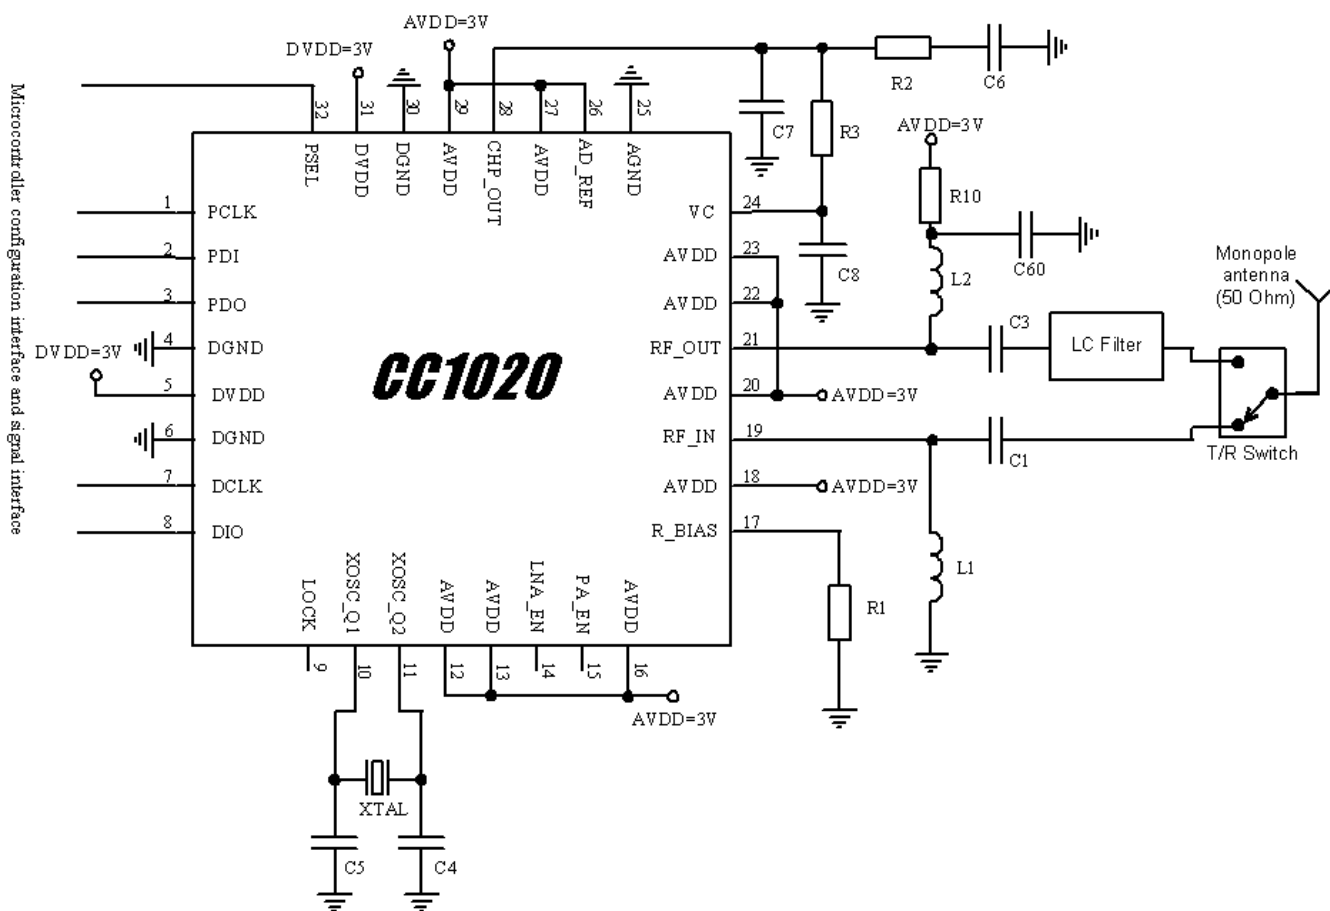 AVDD=3V
DVDD=3V
R2
C6
Microcontroller configuration interface and signal interface
32
31
30
29
28
27
26
25
C7
R3
AVDD=3V
PSEL
DVDD
DGND
AVDD
CHP_OUT
AVDD
AD_REF
AGND
R10
1
PCLK
VC
24
2
PDI
AVDD
23
C8
C60
L2
Monopole
antenna
(50 Ohm)
3
PDO
AVDD
22
DVDD=3V
4
DGND
RF_OUT
21
C3
LC Filter
CC1020
5
DVDD
AVDD
20
AVDD=3V
6
DGND
RF_IN
19
C1
T/R Switch
7
DCLK
AVDD
18
AVDD=3V
8
DIO
R_BIAS
17
LOCK
XOSC_Q1
XOSC_Q2
AVDD
AVDD
LNA_EN
PA_EN
AVDD
R1
L1
9
10
11
12
13
14
15
16
AVDD=3V
XTAL
C5
C4